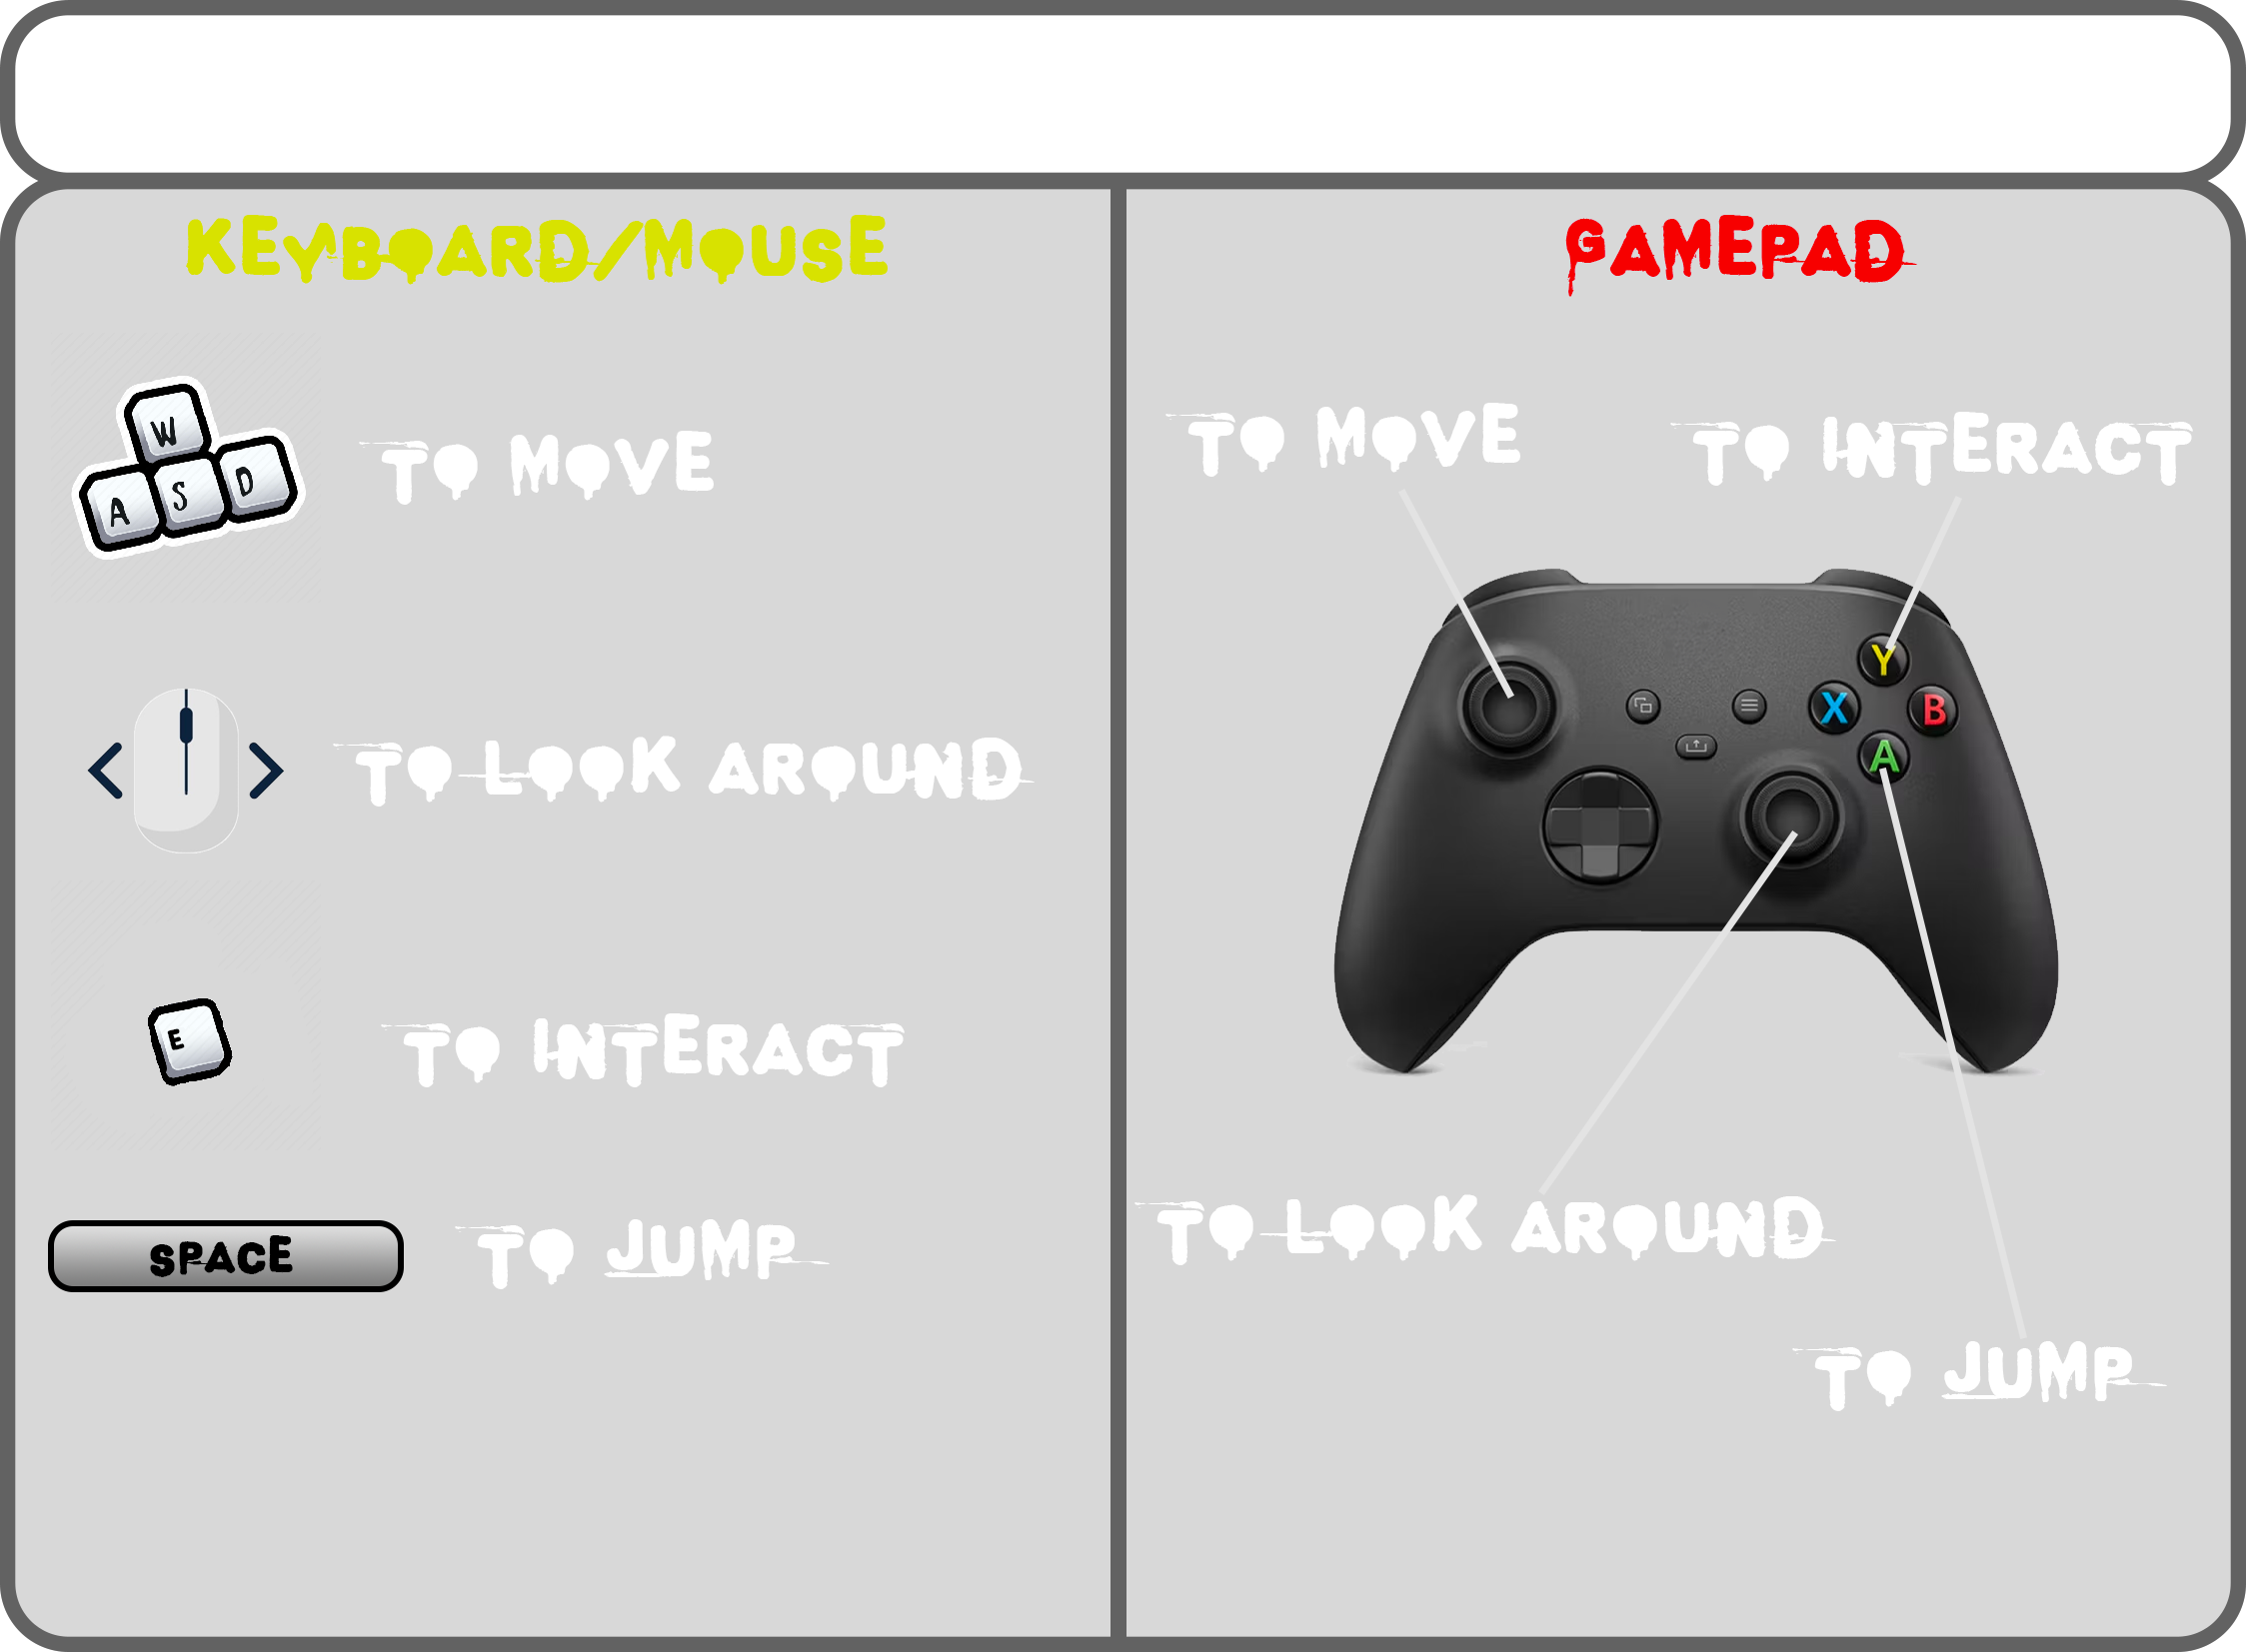 KEYBOARD/MOUSE
W
A S D
TO MOVE
TO LOOK AROUND
E
TO INTERACT
SPACE
TO JUMP
GAMEPAD
TO MOVE
TO INTERACT
Y
X
B
A
TO LOOK AROUND
TO JUMP